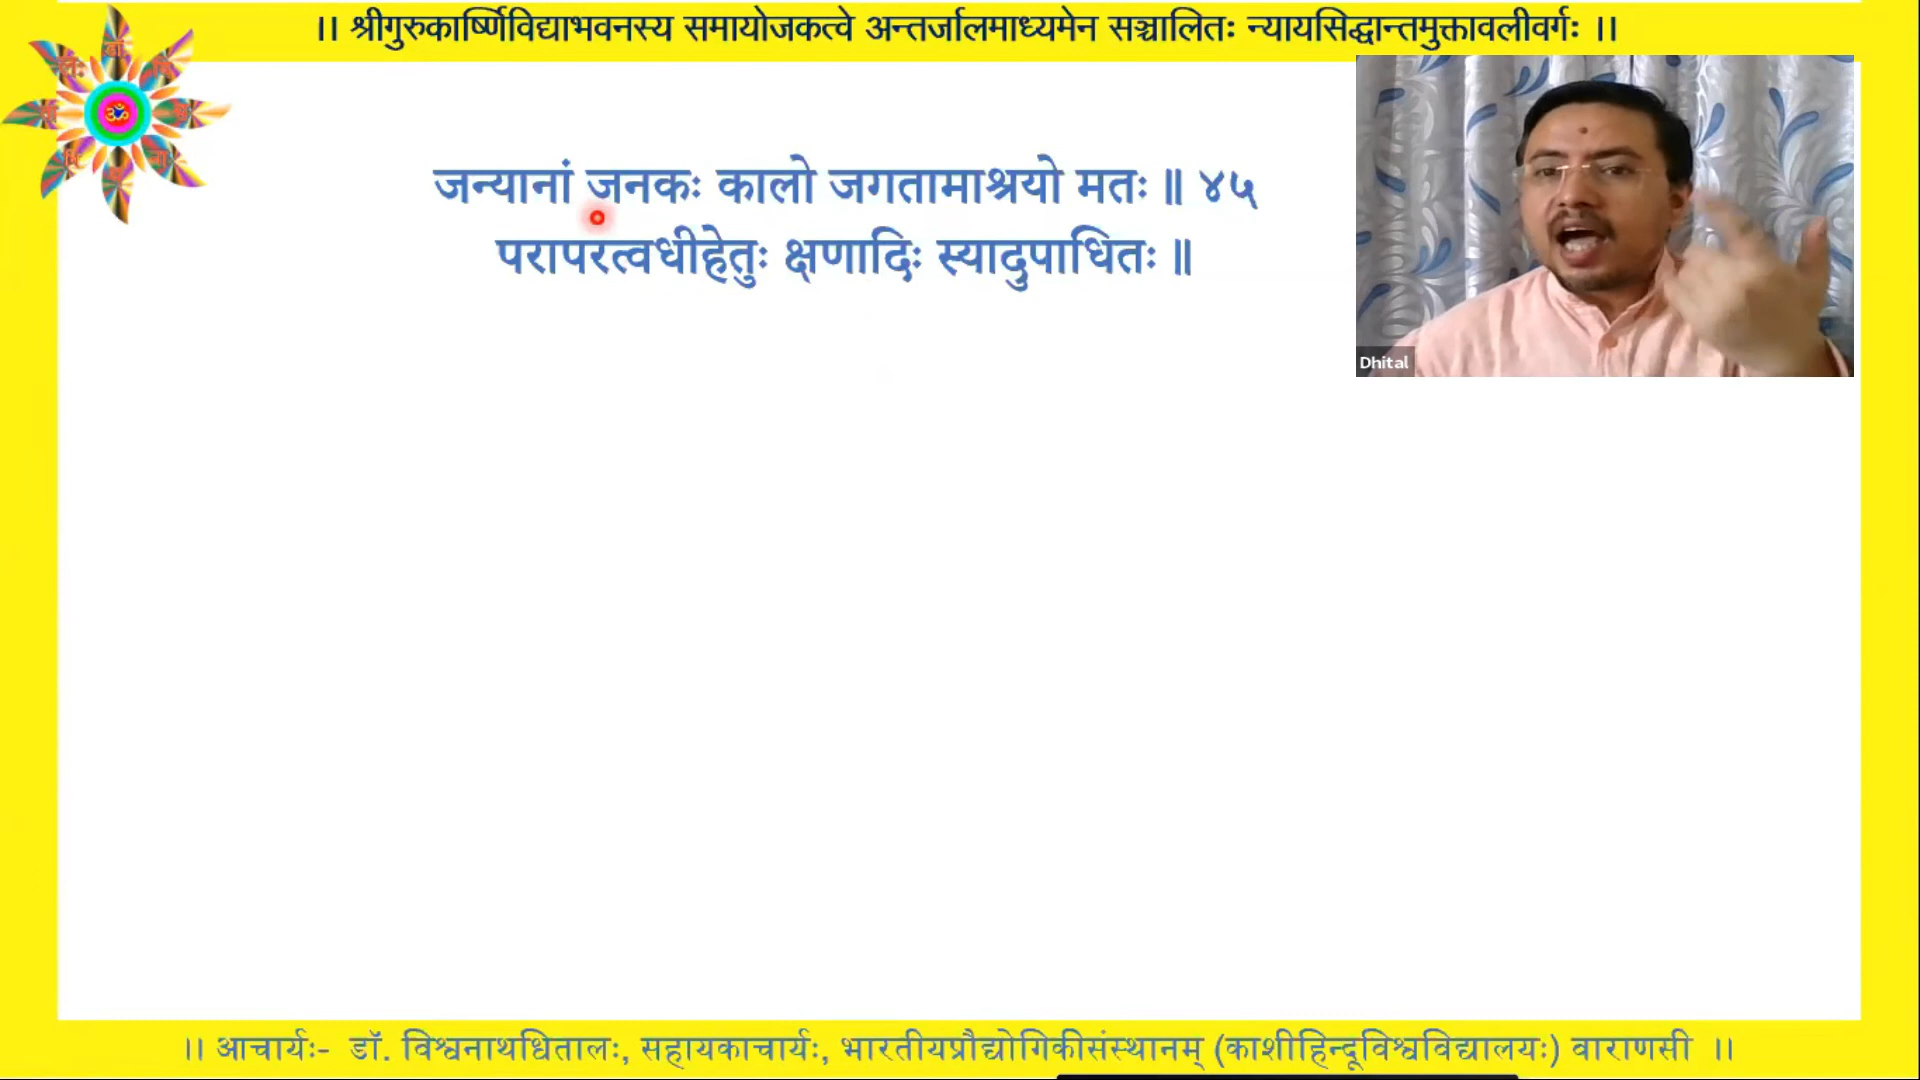 ।। श्रीगुरुकार्ष्णिविद्याभवनस्य समायोजकत्वे अन्तर्जालमाध्यमेन सञ्चालितः न्यायसिद्धान्तमुक्तावलीवर्गः ।।
जन्यानां जनकः कालो जगतामाश्रयो मतः ॥ ४५
परापरत्वधीहेतुः क्षणादिः स्यादुपाधितः ॥
Dhital
।। आचार्यः- डॉ. विश्वनाथधितालः, सहायकाचार्यः, भारतीयप्रौद्योगिकीसंस्थानम् (काशीहिन्दूविश्वविद्यालयः) वाराणसी ।।